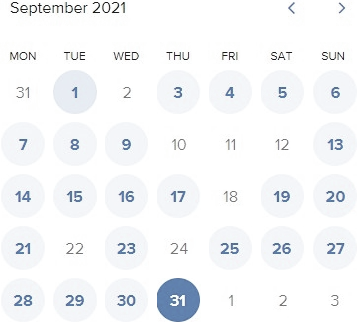 September 2021
MON TUE WED THU FRI SAT SUN
31 1 2 3 4 5 6
7 8 9 10 11 12 13
14 15 16 17 18 19 20
21 22 23 24 25 26 27
28 29 30 31 1 2 3